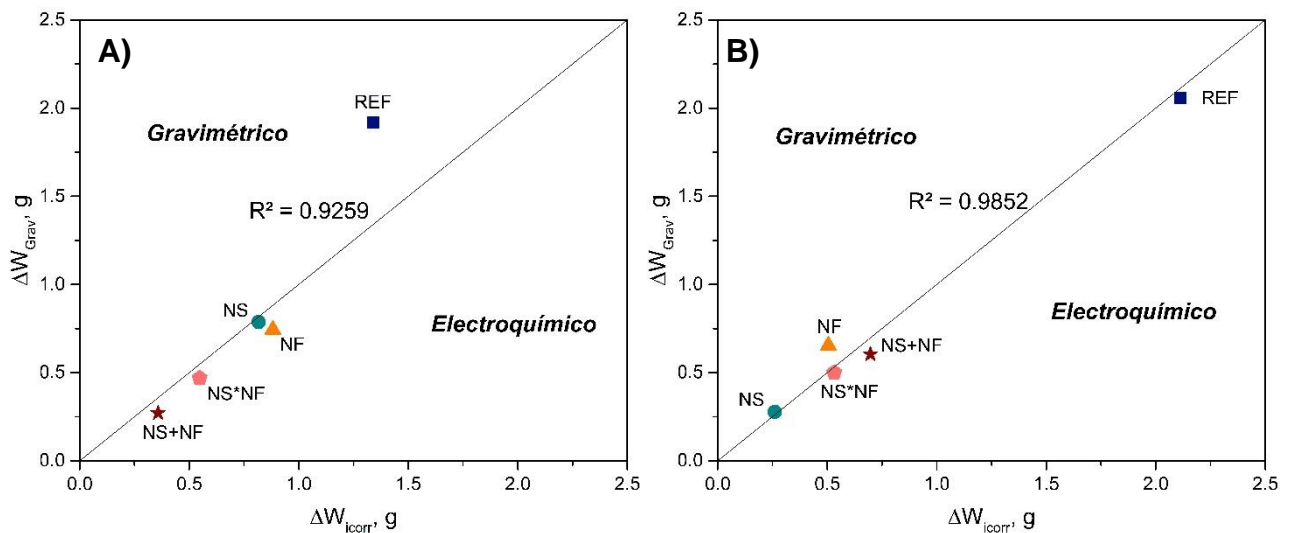 A)
2.5
2.0
1.5
1.0
0.5
0.0
ΔW_Grav, g
REF
Gravimétrico
R² = 0.9259
NS
NF
Electroquímico
NS*NF
NS+NF
0.0 0.5 1.0 1.5 2.0 2.5
ΔW_icorr, g
B)
2.5
2.0
1.5
1.0
0.5
0.0
ΔW_Grav, g
REF
Gravimétrico
R² = 0.9852
Electroquímico
NF
NS+NF
NS*NF
NS
0.0 0.5 1.0 1.5 2.0 2.5
ΔW_icorr, g